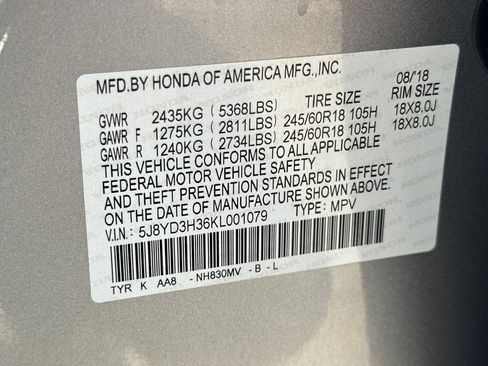 MFD.BY HONDA OF AMERICA MFG.,INC.
08/'18
GVWR 2435KG ( 5368LBS) TIRE SIZE RIM SIZE
GAWR F 1275KG ( 2811LBS) 245/60R18 105H 18X8.0J
GAWR R 1240KG ( 2734LBS) 245/60R18 105H 18X8.0J
THIS VEHICLE CONFORMS TO ALL APPLICABLE
FEDERAL MOTOR VEHICLE SAFETY
AND THEFT PREVENTION STANDARDS IN EFFECT
ON THE DATE OF MANUFACTURE SHOWN ABOVE.
V.I.N: 5J8YD3H36KL001079 TYPE: MPV
TYR K AA8 - NH830MV - B - L